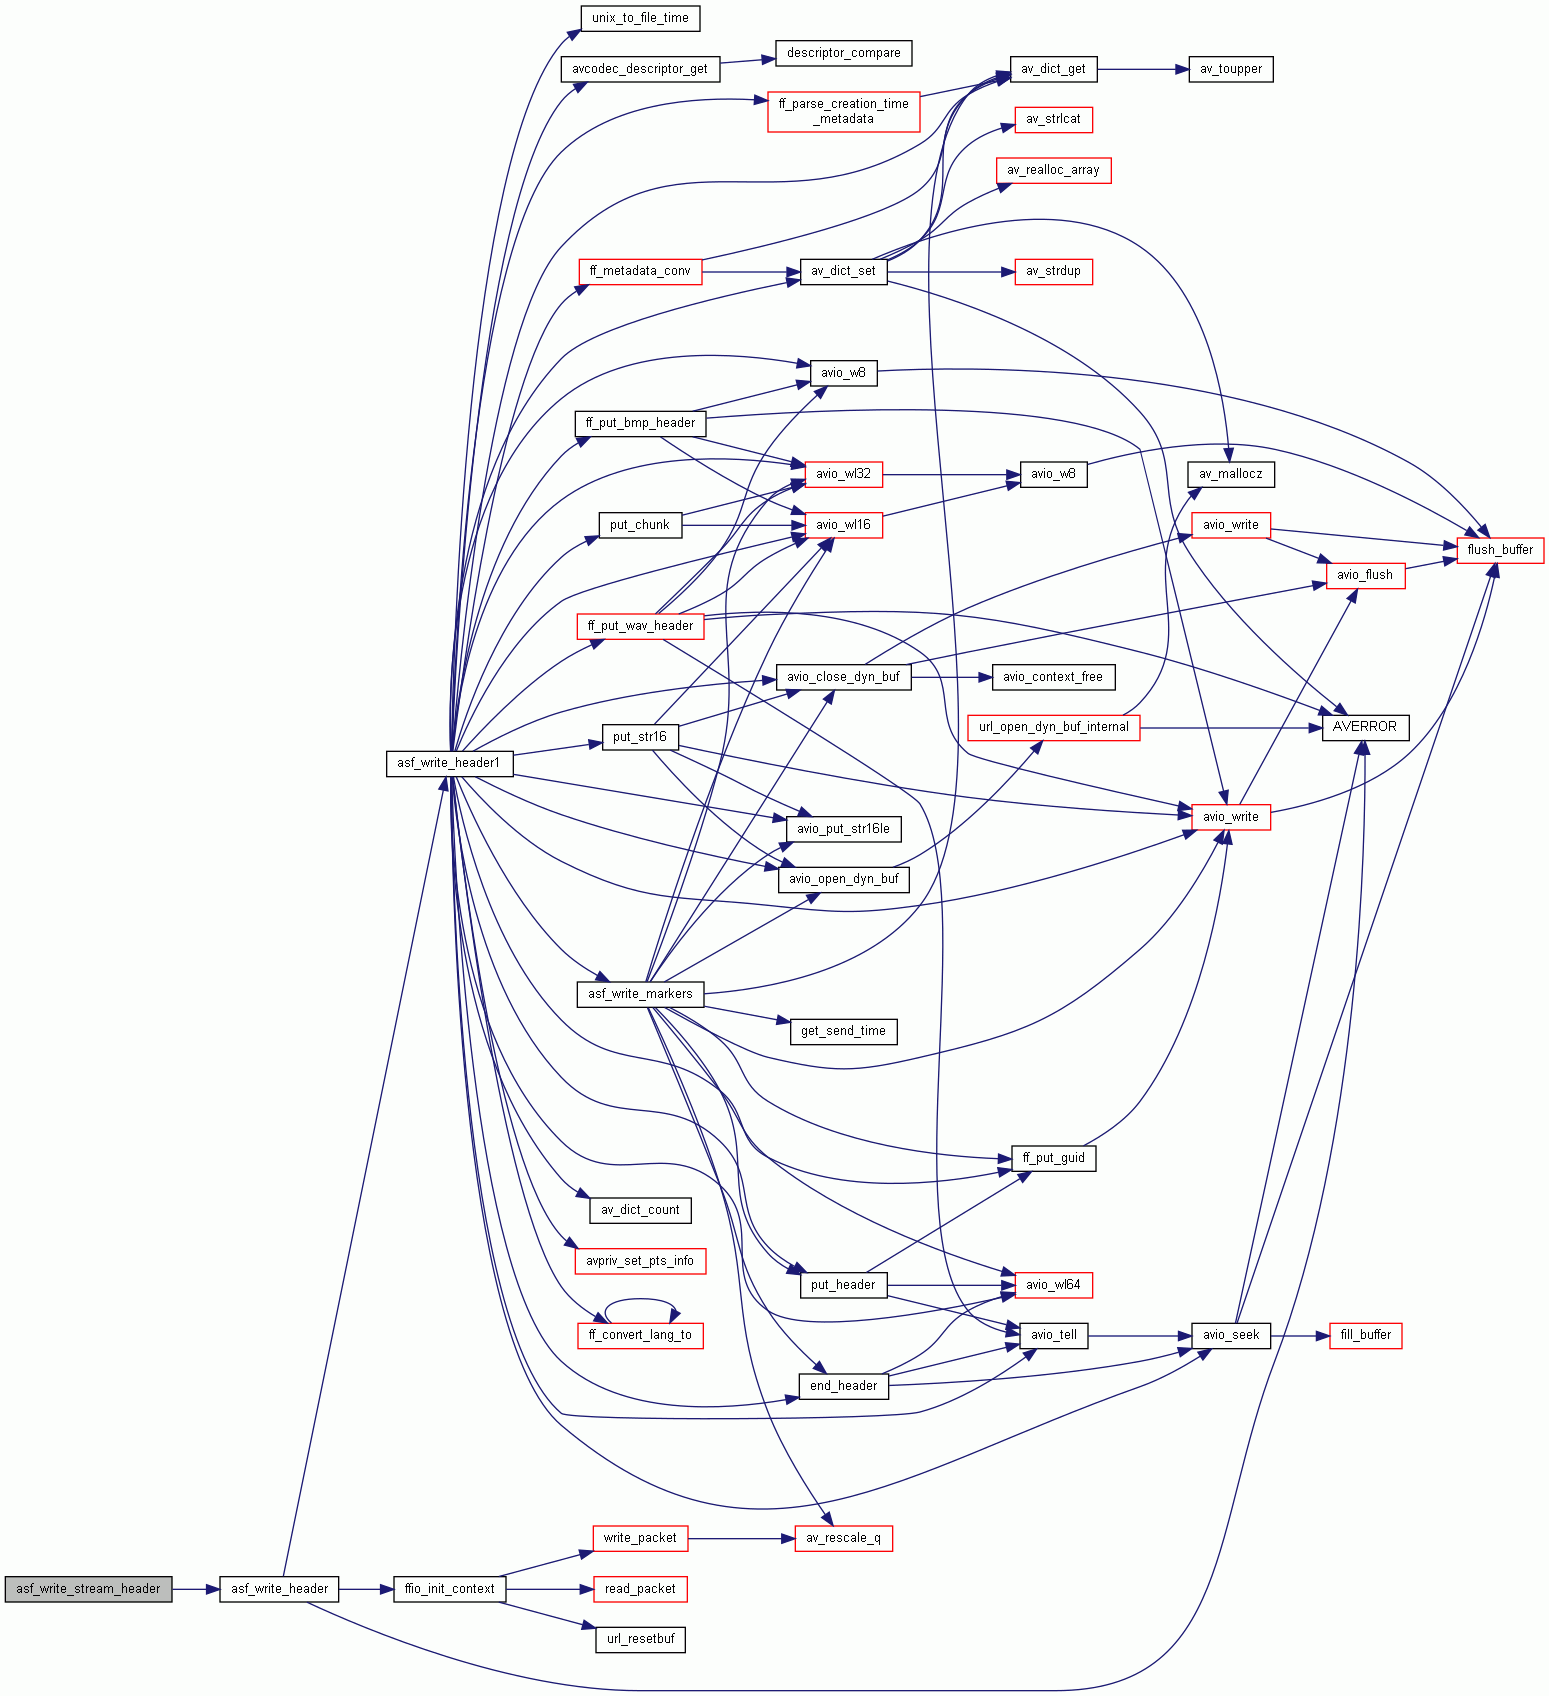 unix_to_file_time
descriptor_compare
avcodec_descriptor_get
av_dict_get
av_toupper
ff_parse_creation_time
_metadata
av_strlcat
av_realloc_array
ff_metadata_conv
av_dict_set
av_strdup
avio_w8
ff_put_bmp_header
avio_wl32
avio_w8
av_mallocz
put_chunk
avio_wl16
avio_write
flush_buffer
avio_flush
ff_put_wav_header
avio_close_dyn_buf
avio_context_free
url_open_dyn_buf_internal
AVERROR
put_str16
asf_write_header1
avio_write
avio_put_str16le
avio_open_dyn_buf
asf_write_markers
get_send_time
ff_put_guid
av_dict_count
avpriv_set_pts_info
put_header
avio_wl64
ff_convert_lang_to
avio_tell
avio_seek
fill_buffer
end_header
write_packet
av_rescale_q
asf_write_stream_header
asf_write_header
ffio_init_context
read_packet
url_resetbuf